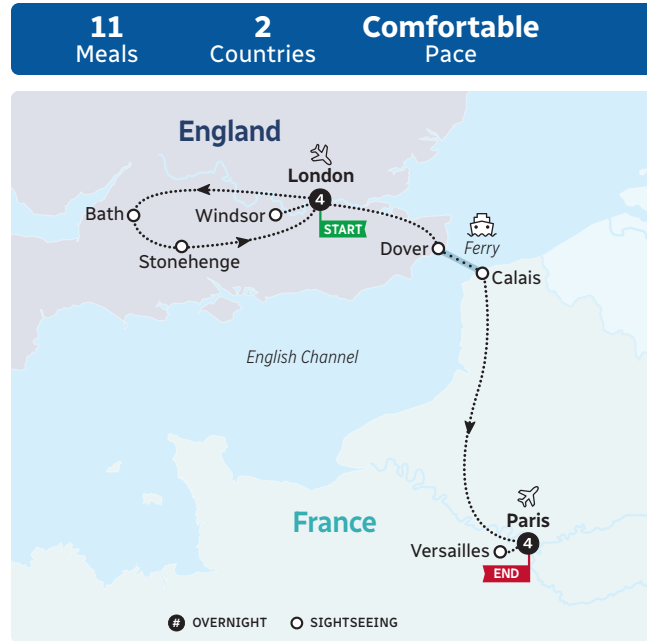 11
Meals
2
Countries
Comfortable
Pace
England
London
4
START
Bath
Windsor
Stonehenge
Dover
Ferry
Calais
English Channel
France
Paris
4
Versailles
END
# OVERNIGHT
SIGHTSEEING